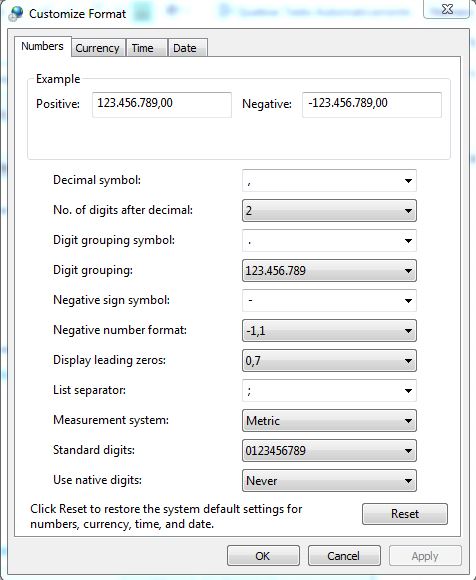 Customize Format
Numbers Currency Time Date
Example
Positive: 123.456.789,00 Negative: -123.456.789,00
Decimal symbol: ,
No. of digits after decimal: 2
Digit grouping symbol: .
Digit grouping: 123.456.789
Negative sign symbol: -
Negative number format: -1,1
Display leading zeros: 0,7
List separator: ;
Measurement system: Metric
Standard digits: 0123456789
Use native digits: Never
Click Reset to restore the system default settings for
numbers, currency, time, and date.
Reset
OK Cancel Apply